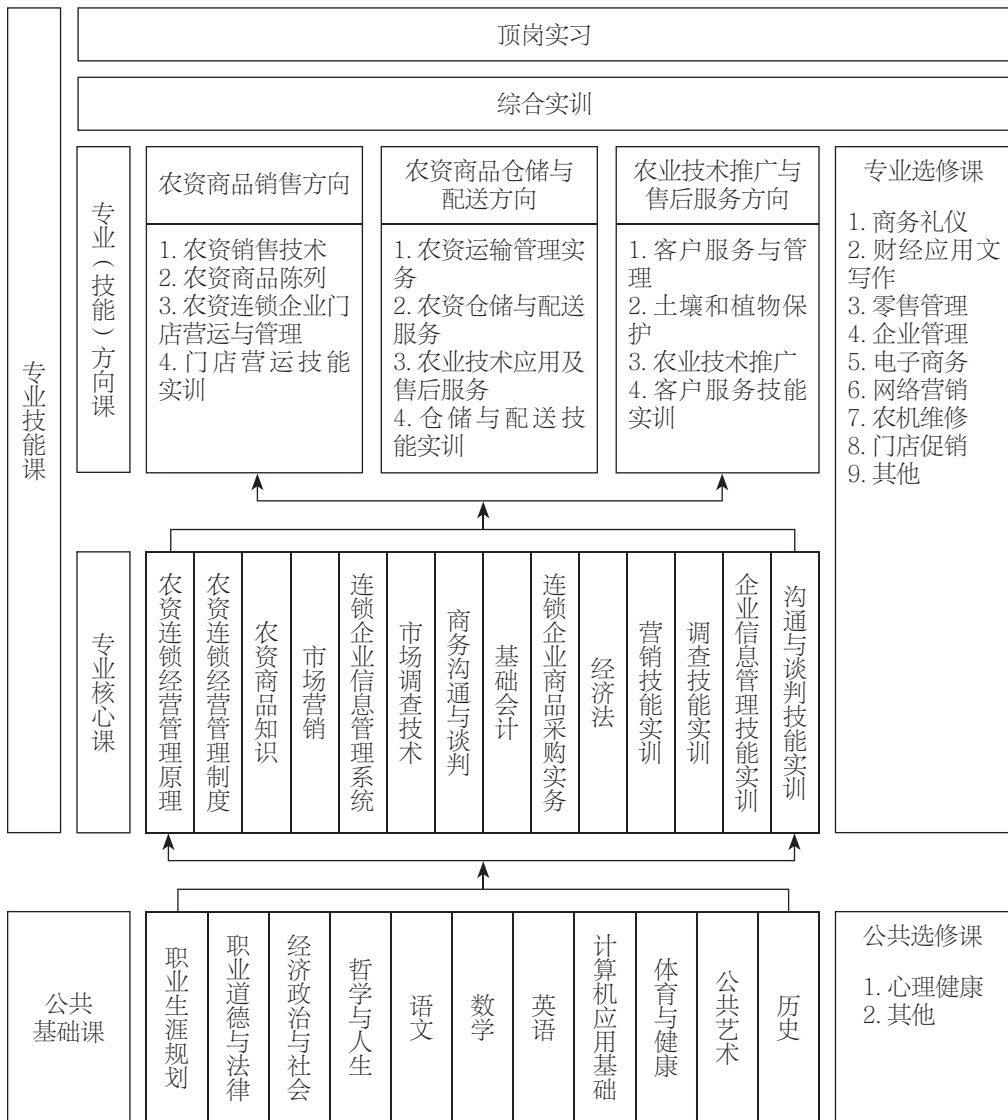 顶岗实习
综合实训
专业技能课
专业（技能）方向课
农资商品销售方向
1. 农资销售技术
2. 农资商品陈列
3. 农资连锁企业门
店营运与管理
4. 门店营运技能
实训
农资商品仓储与
配送方向
1. 农资运输管理实
务
2. 农资仓储与配送
服务
3. 农业技术应用及
售后服务
4. 仓储与配送技
能实训
农业技术推广与
售后服务方向
1. 客户服务与管
理
2. 土壤和植物保
护
3. 农业技术推广
4. 客户服务技能
实训
专业选修课
1. 商务礼仪
2. 财经应用文
写作
3. 零售管理
4. 企业管理
5. 电子商务
6. 网络营销
7. 农机维修
8. 门店促销
9. 其他
专业核心课
农资连锁经营管理原理
农资连锁经营管理制度
农资商品知识
市场营销
连锁企业信息管理系统
市场调查技术
商务沟通与谈判
基础会计
连锁企业商品采购实务
经济法
营销技能实训
调查技能实训
企业信息管理技能实训
沟通与谈判技能实训
公共
基础课
职业生涯规划
职业道德与法律
经济政治与社会
哲学与人生
语文
数学
英语
计算机应用基础
体育与健康
公共艺术
历史
公共选修课
1. 心理健康
2. 其他